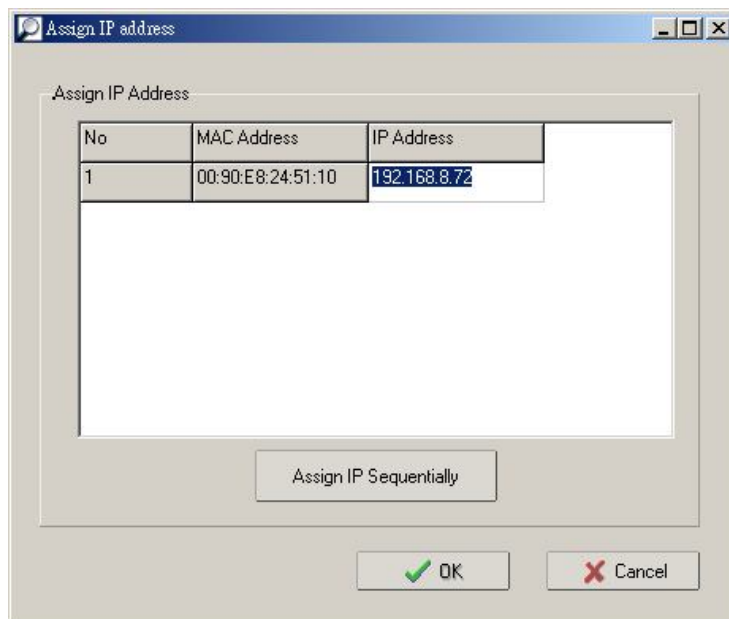 Assign IP address
Assign IP Address
No MAC Address IP Address
1 00:90:E8:24:51:10 192.168.8.72
Assign IP Sequentially
OK Cancel